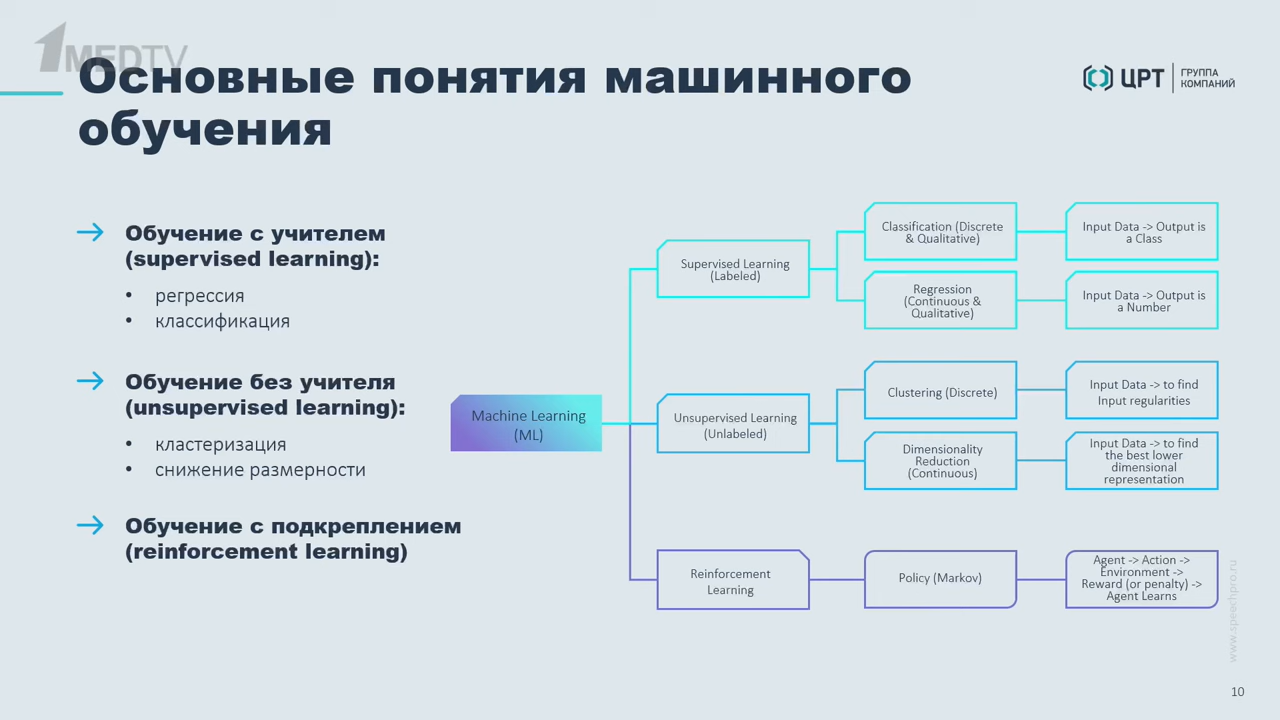 1MEDTV
Основные понятия машинного
обучения
ЦРТ
ГРУППА
КОМПАНИЙ
Обучение с учителем
(supervised learning):
• регрессия
• классификация
Обучение без учителя
(unsupervised learning):
• кластеризация
• снижение размерности
Обучение с подкреплением
(reinforcement learning)
Machine Learning
(ML)
Supervised Learning
(Labeled)
Classification (Discrete
& Qualitative)
Input Data -> Output is
a Class
Regression
(Continuous &
Qualitative)
Input Data -> Output is
a Number
Unsupervised Learning
(Unlabeled)
Clustering (Discrete)
Input Data -> to find
Input regularities
Dimensionality
Reduction
(Continuous)
Input Data -> to find
the best lower
dimensional
representation
Reinforcement
Learning
Policy (Markov)
Agent -> Action ->
Environment ->
Reward (or penalty) ->
Agent Learns
www.speechpro.ru
10